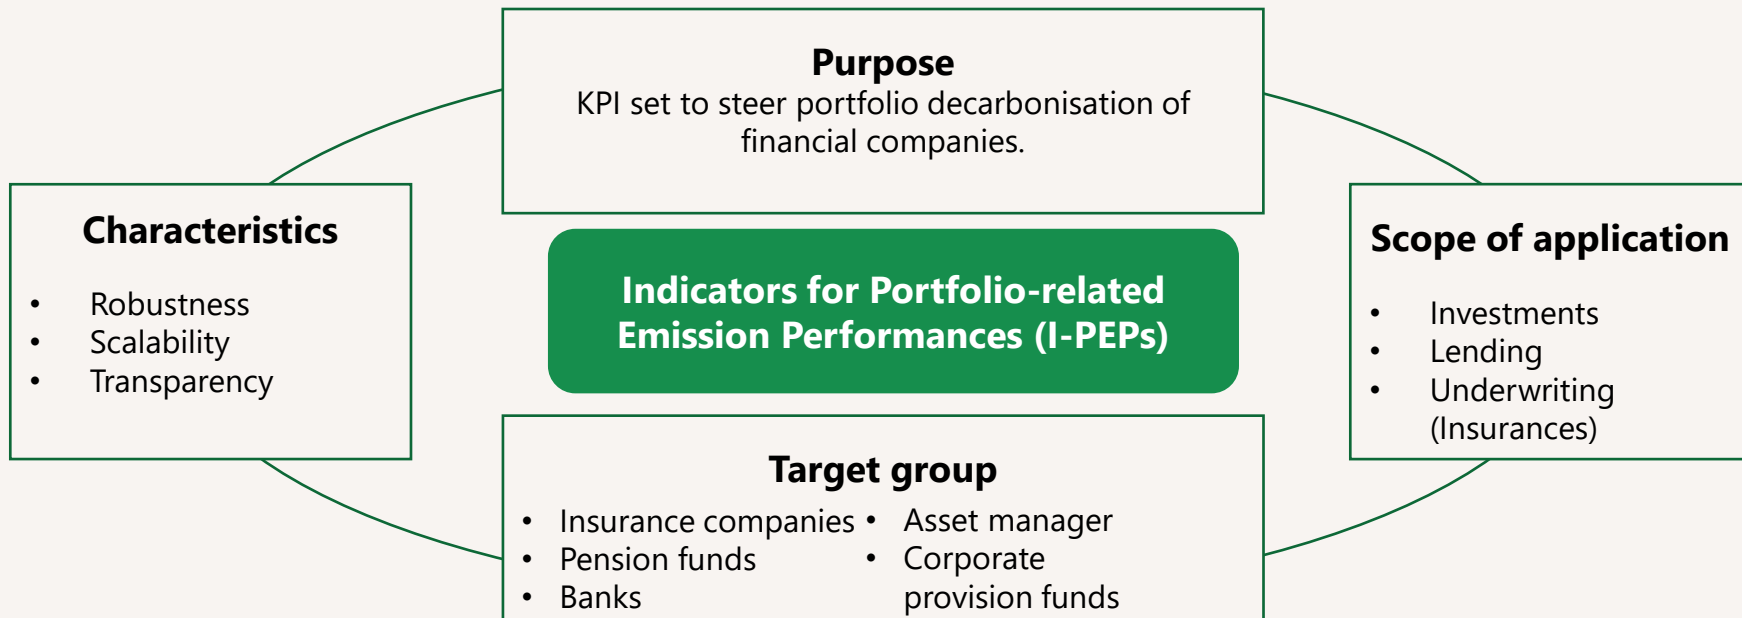 Purpose
KPI set to steer portfolio decarbonisation of
financial companies.
Characteristics
• Robustness
• Scalability
• Transparency
Indicators for Portfolio-related
Emission Performances (I-PEPs)
Scope of application
• Investments
• Lending
• Underwriting
(Insurances)
Target group
• Insurance companies
• Pension funds
• Banks
• Asset manager
• Corporate
provision funds